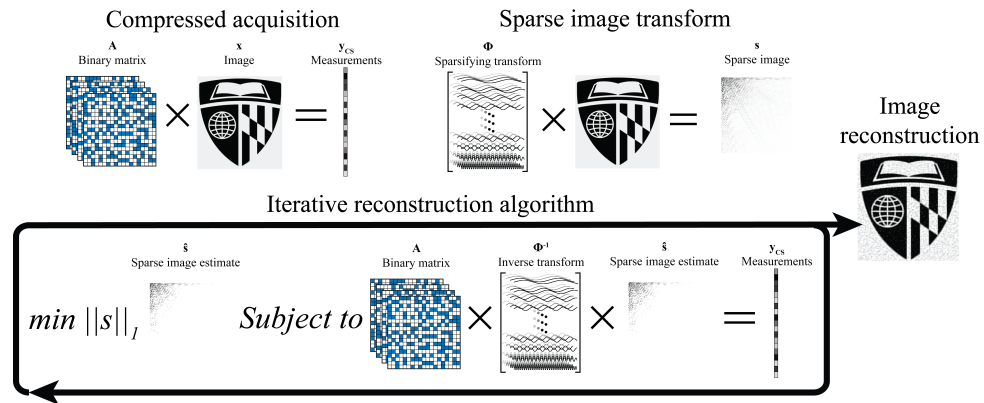 Compressed acquisition
Sparse image transform
A
Binary matrix
x
Image
y_CS
Measurements
Φ
Sparsifying transform
s
Sparse image
×
=
×
=
Image
reconstruction
Iterative reconstruction algorithm
ŝ
Sparse image estimate
A
Binary matrix
Φ⁻¹
Inverse transform
ŝ
Sparse image estimate
y_CS
Measurements
min ||s||₁
Subject to
×
×
=